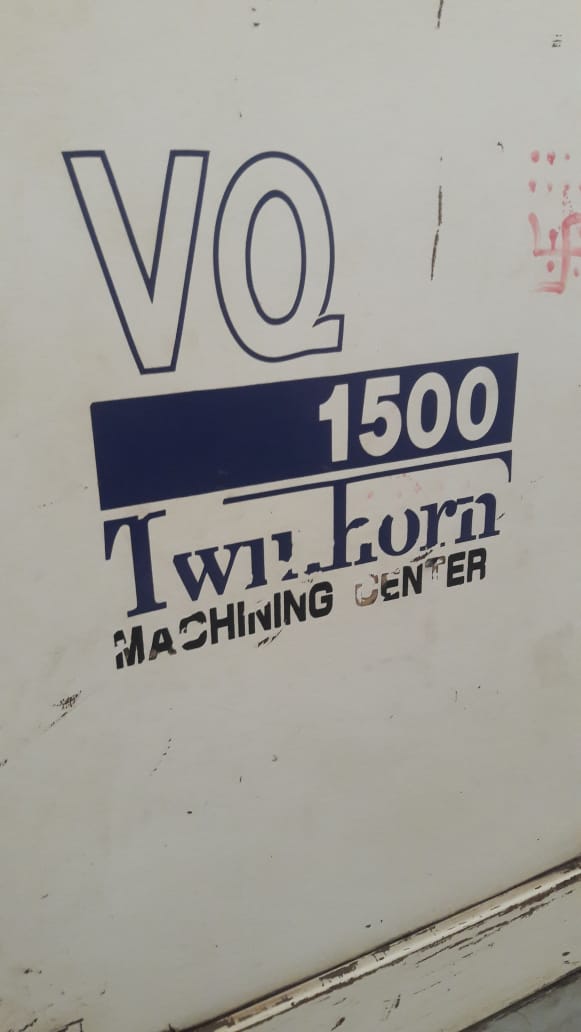 VQ
1500
Twinhorn
MACHINING CENTER